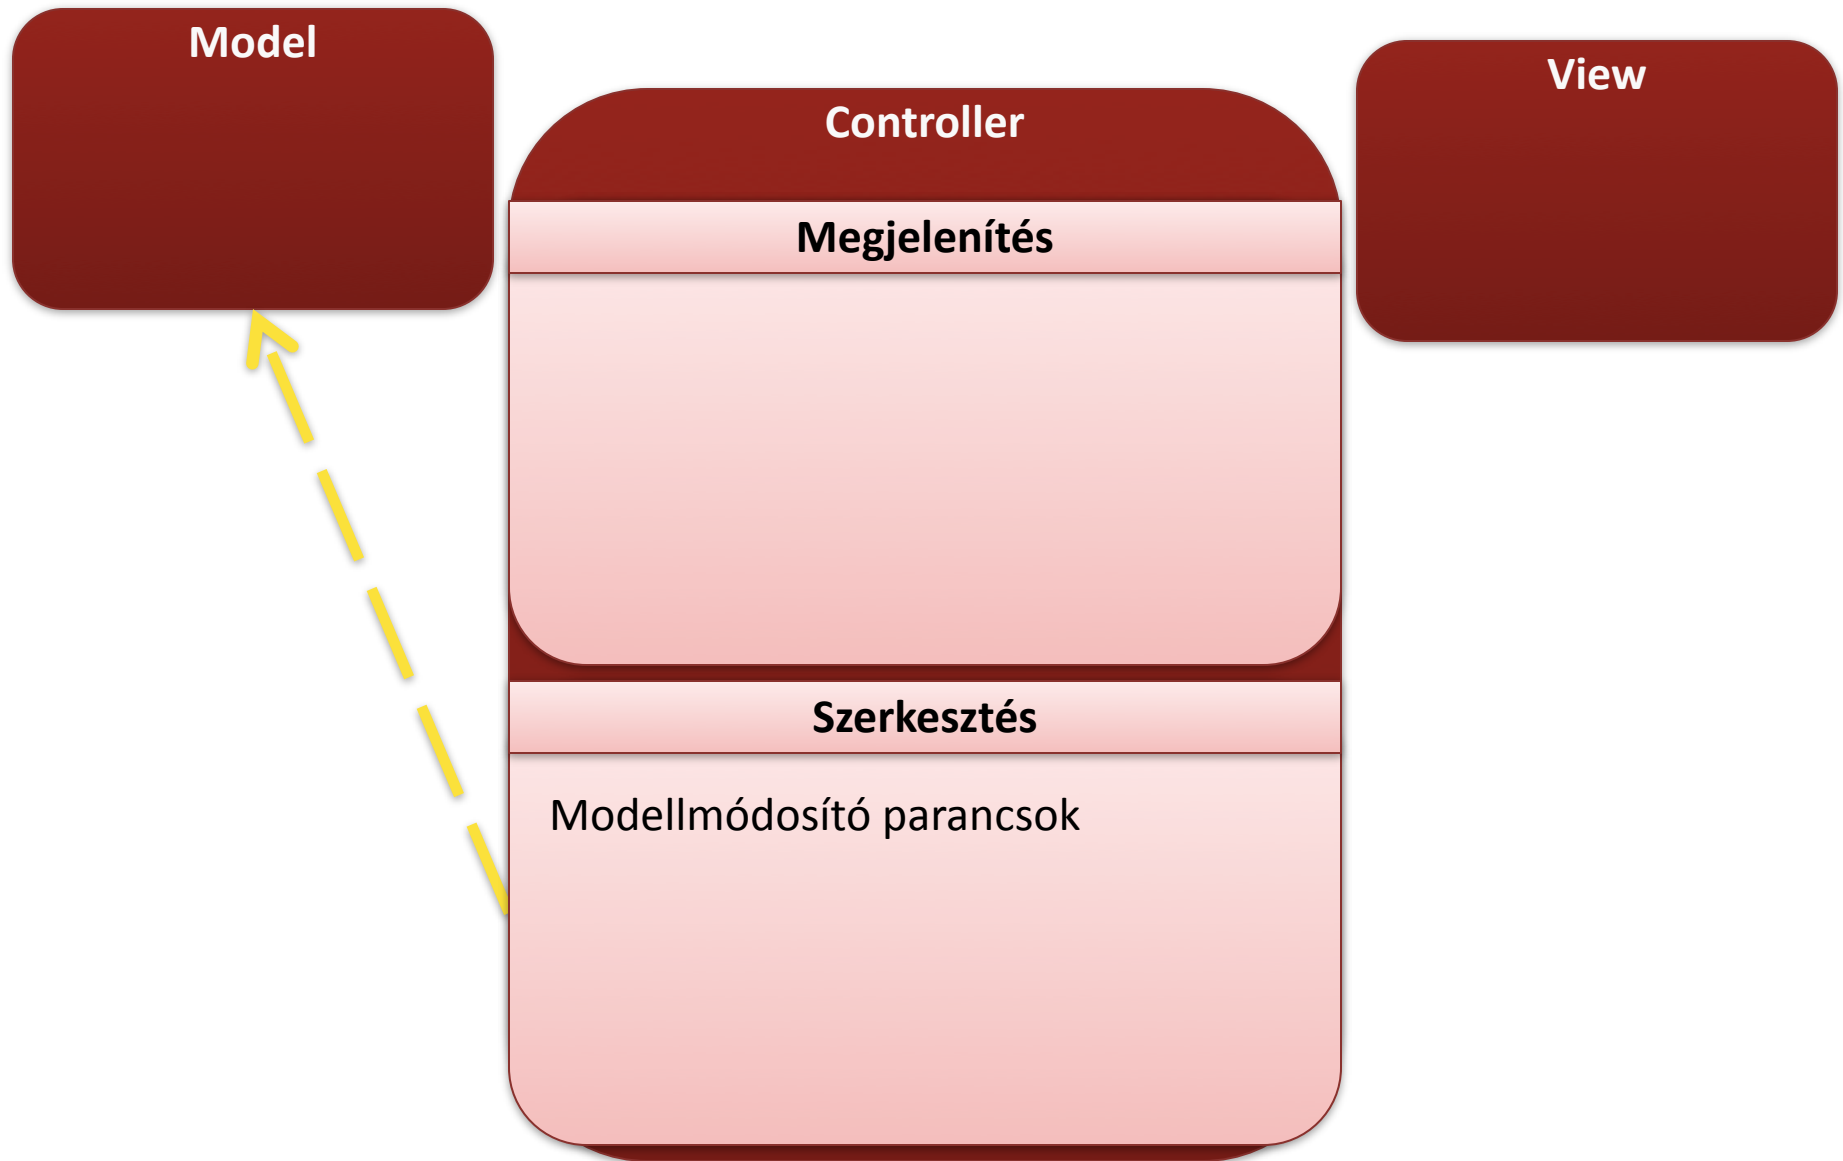 Model
View
Controller
Megjelenítés
Szerkesztés
Modellmódosító parancsok